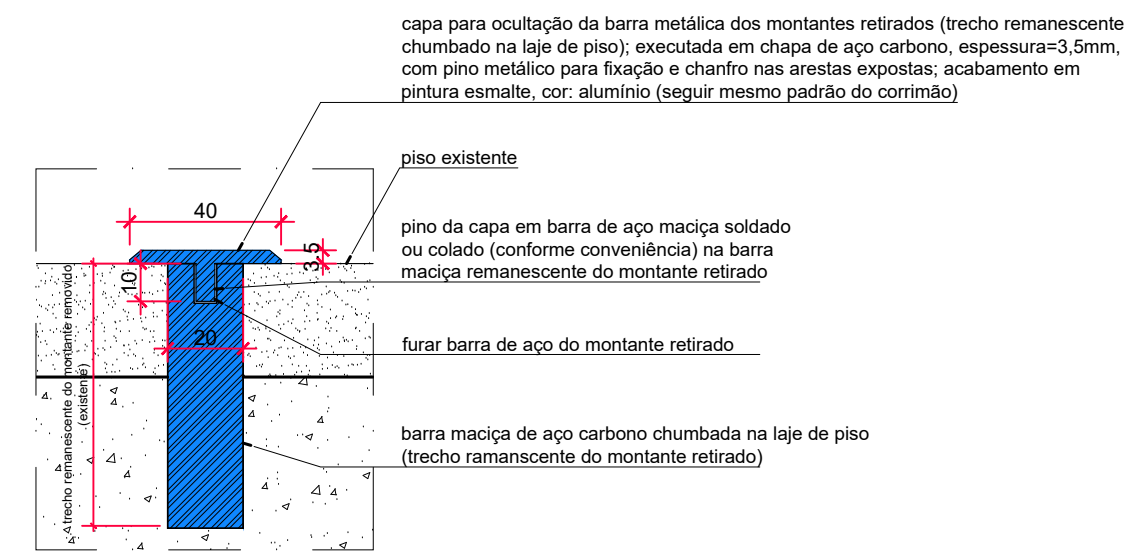 capa para ocultação da barra metálica dos montantes retirados (trecho remanescente
chumbado na laje de piso); executada em chapa de aço carbono, espessura=3,5mm,
com pino metálico para fixação e chanfro nas arestas expostas; acabamento em
pintura esmalte, cor: alumínio (seguir mesmo padrão do corrimão)
piso existente
pino da capa em barra de aço maciça soldado
ou colado (conforme conveniência) na barra
maciça remanescente do montante retirado
furar barra de aço do montante retirado
barra maciça de aço carbono chumbada na laje de piso
(trecho ramanscente do montante retirado)
40
3,5
10
20
trecho remanescente do montante removido
(existente)